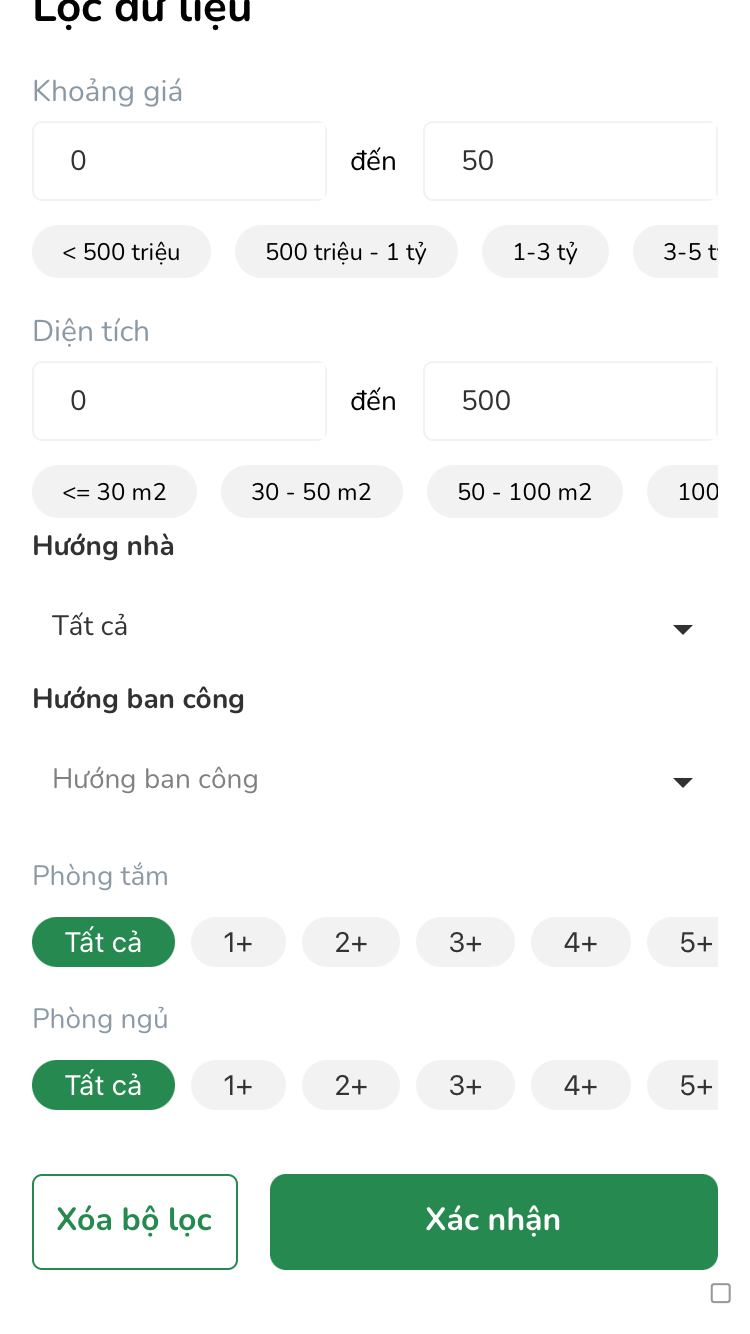 Lọc dữ liệu
Khoảng giá
0 đến 50
< 500 triệu 500 triệu - 1 tỷ 1-3 tỷ 3-5
Diện tích
0 đến 500
<= 30 m2 30 - 50 m2 50 - 100 m2 100
Hướng nhà
Tất cả
Hướng ban công
Hướng ban công
Phòng tắm
Tất cả 1+ 2+ 3+ 4+ 5+
Phòng ngủ
Tất cả 1+ 2+ 3+ 4+ 5+
Xóa bộ lọc Xác nhận